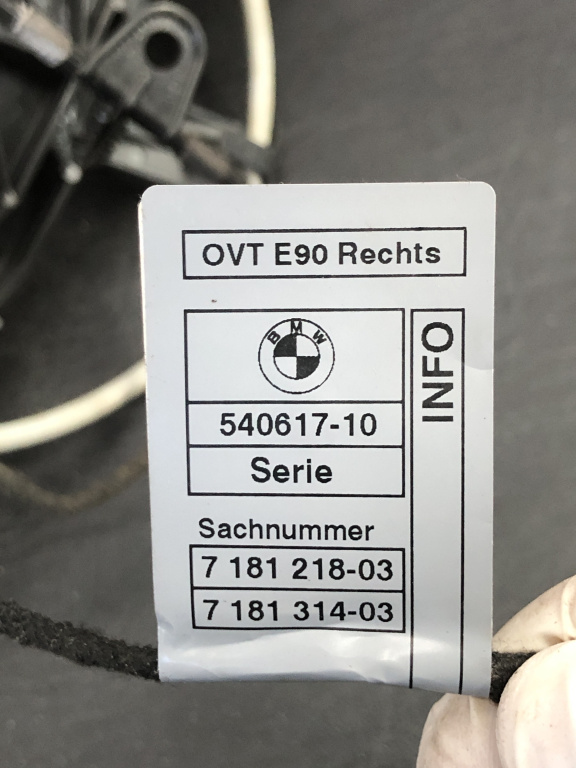 OVT E90 Rechts
BMW
INFO
540617-10
Serie
Sachnummer
7 181 218-03
7 181 314-03